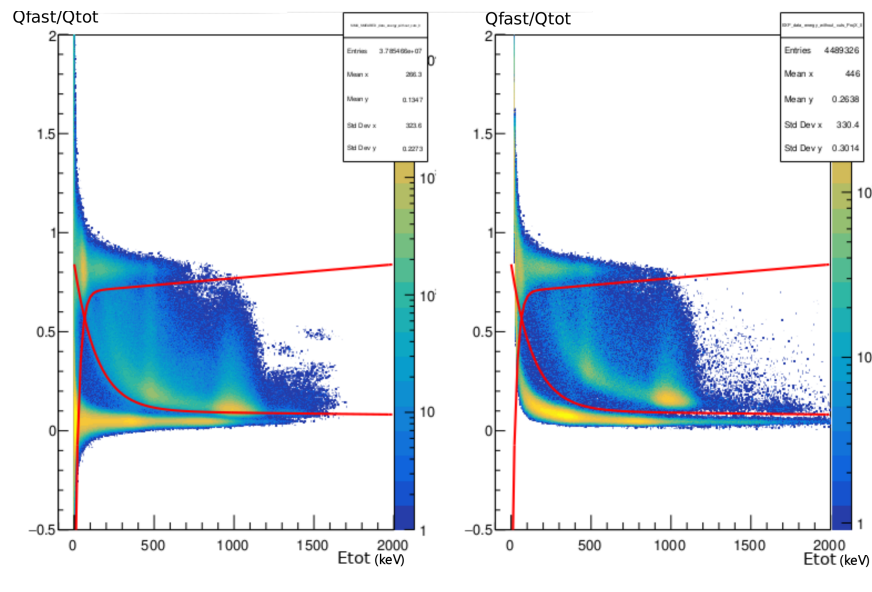 Qfast/Qtot
Entries 3.785466e+07
Mean x 266.3
Mean y 0.1347
Std Dev x 323.6
Std Dev y 0.2273
2
1.5
1
0.5
0
−0.5
0 500 1000 1500 2000
Etot (keV)
10
10
10
1
Qfast/Qtot
Entries 4489326
Mean x 446
Mean y 0.2638
Std Dev x 330.4
Std Dev y 0.3014
2
1.5
1
0.5
0
−0.5
0 500 1000 1500 2000
Etot (keV)
10
10
1